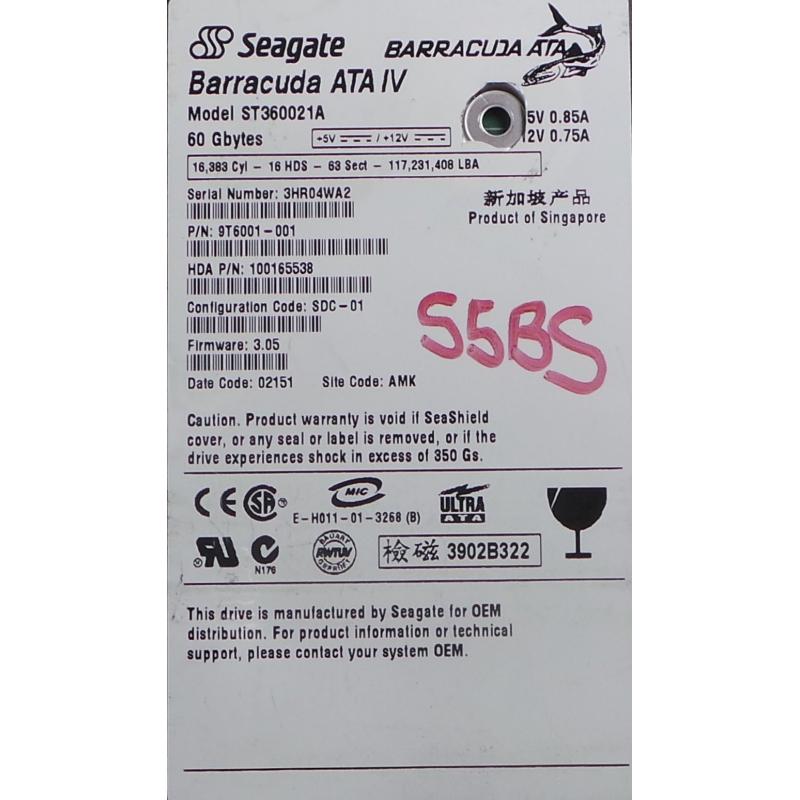 Seagate BARRACUDA ATA
Barracuda ATA IV
Model ST360021A
5V 0.85A
60 Gbytes
+5V / +12V
12V 0.75A
16,383 Cyl - 16 HDS - 63 Sect - 117,231,408 LBA
Serial Number: 3HR04WA2
新加坡产品
Product of Singapore
P/N: 9T6001-001
HDA P/N: 100165538
Configuration Code: SDC-01
S5BS
Firmware: 3.05
Date Code: 02151 Site Code: AMK
Caution. Product warranty is void if SeaShield
cover, or any seal or label is removed, or if the
drive experiences shock in excess of 350 Gs.
CE SA MIC ULTRA ATA
E-H011-01-3268 (B)
N176
BAUART RWTUV GEPRÜFT
檢磁 3902B322
This drive is manufactured by Seagate for OEM
distribution. For product information or technical
support, please contact your system OEM.